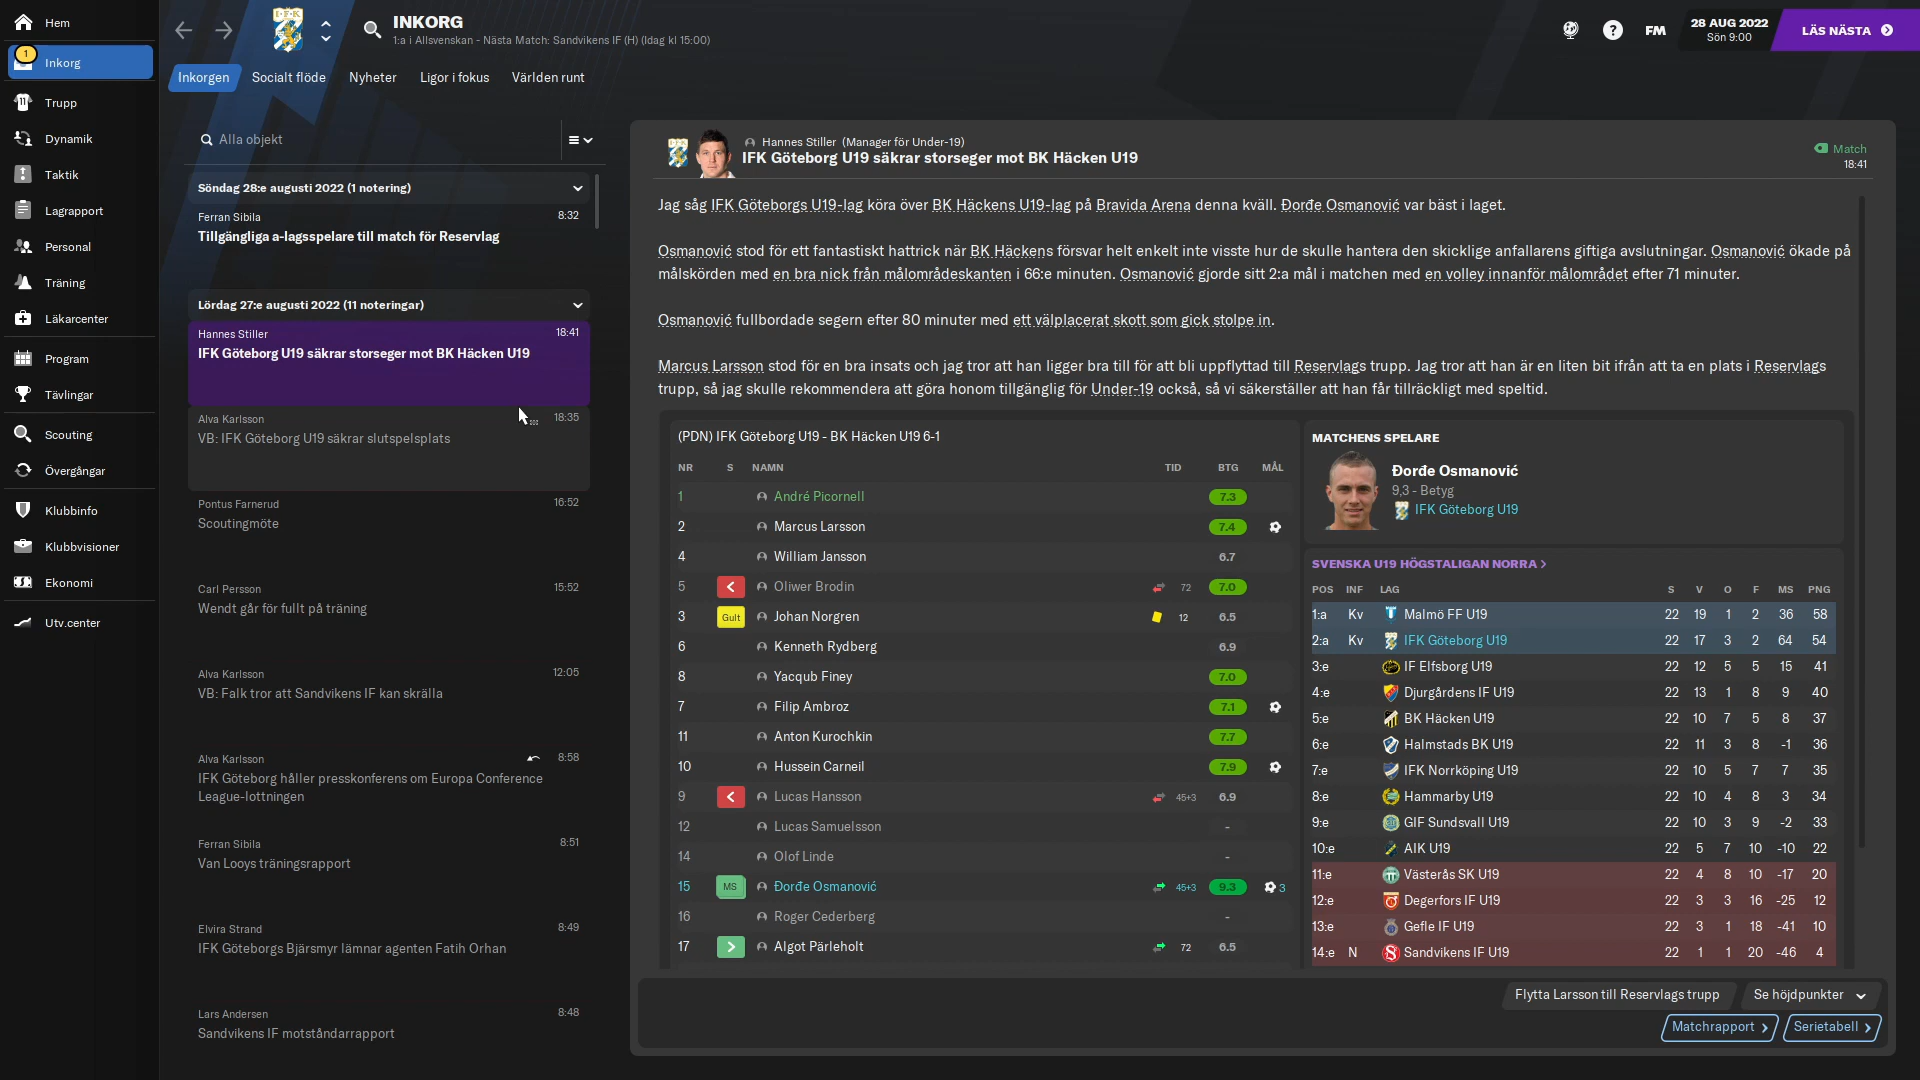 Hem
1
Inkorg
Trupp
Dynamik
Taktik
Lagrapport
Personal
Träning
Läkarcenter
Program
Tävlingar
Scouting
Övergångar
Klubbinfo
Klubbvisioner
Ekonomi
Utv.center
INKORG
1:a i Allsvenskan - Nästa Match: Sandvikens IF (H) (Idag kl 15:00)
FM
28 AUG 2022
Sön 9:00
LÄS NÄSTA
Inkorgen Socialt flöde Nyheter Ligor i fokus Världen runt
Alla objekt
Söndag 28:e augusti 2022 (1 notering)
Ferran Sibila 8:32
Tillgängliga a-lagsspelare till match för Reservlag
Lördag 27:e augusti 2022 (11 noteringar)
Hannes Stiller 18:41
IFK Göteborg U19 säkrar storseger mot BK Häcken U19
Alva Karlsson 18:35
VB: IFK Göteborg U19 säkrar slutspelsplats
Pontus Farnerud 16:52
Scoutingmöte
Carl Persson 15:52
Wendt går för fullt på träning
Alva Karlsson 12:05
VB: Falk tror att Sandvikens IF kan skrälla
Alva Karlsson 8:58
IFK Göteborg håller presskonferens om Europa Conference
League-lottningen
Ferran Sibila 8:51
Van Looys träningsrapport
Elvira Strand 8:49
IFK Göteborgs Bjärsmyr lämnar agenten Fatih Orhan
Lars Andersen 8:48
Sandvikens IF motståndarrapport
Hannes Stiller (Manager för Under-19)
IFK Göteborg U19 säkrar storseger mot BK Häcken U19
Match
18:41
Jag såg IFK Göteborgs U19-lag köra över BK Häckens U19-lag på Bravida Arena denna kväll. Đorđe Osmanović var bäst i laget.
Osmanović stod för ett fantastiskt hattrick när BK Häckens försvar helt enkelt inte visste hur de skulle hantera den skicklige anfallarens giftiga avslutningar. Osmanović ökade på
målskörden med en bra nick från målområdeskanten i 66:e minuten. Osmanović gjorde sitt 2:a mål i matchen med en volley innanför målområdet efter 71 minuter.
Osmanović fullbordade segern efter 80 minuter med ett välplacerat skott som gick stolpe in.
Marcus Larsson stod för en bra insats och jag tror att han ligger bra till för att bli uppflyttad till Reservlags trupp. Jag tror att han är en liten bit ifrån att ta en plats i Reservlags
trupp, så jag skulle rekommendera att göra honom tillgänglig för Under-19 också, så vi säkerställer att han får tillräckligt med speltid.
(PDN) IFK Göteborg U19 - BK Häcken U19 6-1
NR S NAMN TID BTG MÅL
1 André Picornell 7.3
2 Marcus Larsson 7.4
4 William Jansson 6.7
5 Oliwer Brodin 72 7.0
3 Gult Johan Norgren 12 6.5
6 Kenneth Rydberg 6.9
8 Yacqub Finey 7.0
7 Filip Ambroz 7.1
11 Anton Kurochkin 7.7
10 Hussein Carneil 7.9
9 Lucas Hansson 45+3 6.9
12 Lucas Samuelsson -
14 Olof Linde -
15 MS Đorđe Osmanović 45+3 9.3 3
16 Roger Cederberg -
17 Algot Pärleholt 72 6.5
MATCHENS SPELARE
Đorđe Osmanović
9,3 - Betyg
IFK Göteborg U19
SVENSKA U19 HÖGSTALIGAN NORRA
POS INF LAG S V O F MS PNG
1:a Kv Malmö FF U19 22 19 1 2 36 58
2:a Kv IFK Göteborg U19 22 17 3 2 64 54
3:e IF Elfsborg U19 22 12 5 5 15 41
4:e Djurgårdens IF U19 22 13 1 8 9 40
5:e BK Häcken U19 22 10 7 5 8 37
6:e Halmstads BK U19 22 11 3 8 -1 36
7:e IFK Norrköping U19 22 10 5 7 7 35
8:e Hammarby U19 22 10 4 8 3 34
9:e GIF Sundsvall U19 22 10 3 9 -2 33
10:e AIK U19 22 5 7 10 -10 22
11:e Västerås SK U19 22 4 8 10 -17 20
12:e Degerfors IF U19 22 3 3 16 -25 12
13:e Gefle IF U19 22 3 1 18 -41 10
14:e N Sandvikens IF U19 22 1 1 20 -46 4
Flytta Larsson till Reservlags trupp
Se höjdpunkter
Matchrapport
Serietabell